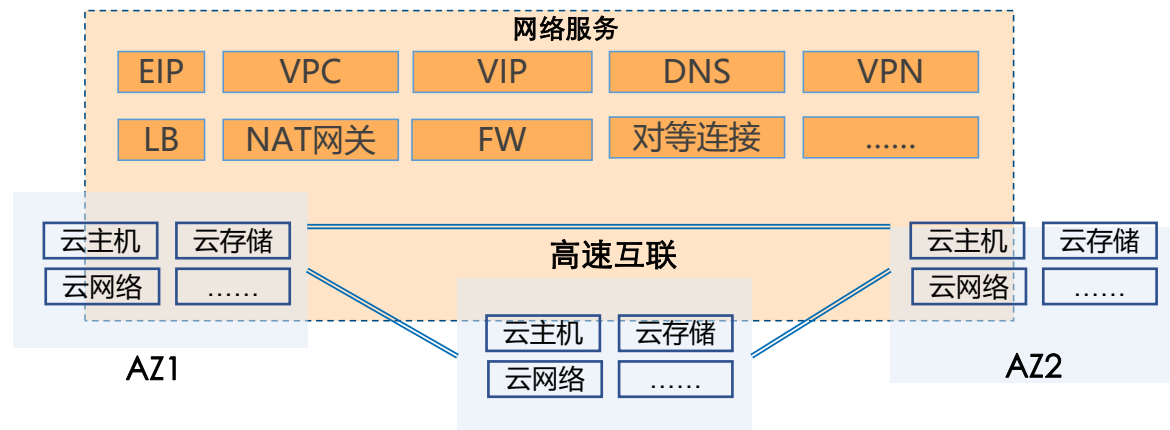 网络服务
EIP VPC VIP DNS VPN
LB NAT网关 FW 对等连接 ……
高速互联
云主机 云存储
云网络 ……
AZ1
云主机 云存储
云网络 ……
云主机 云存储
云网络 ……
AZ2